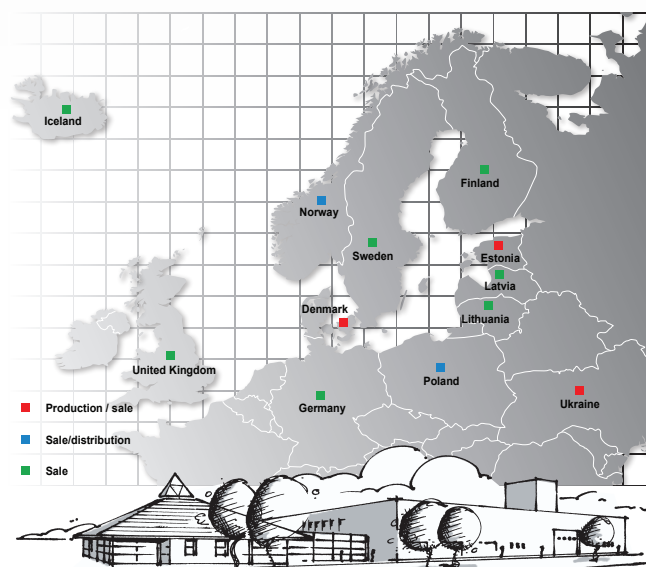 Iceland
Finland
Norway
Sweden
Estonia
Latvia
Denmark
Lithuania
United Kingdom
Poland
Germany
Ukraine
Production / sale
Sale/distribution
Sale